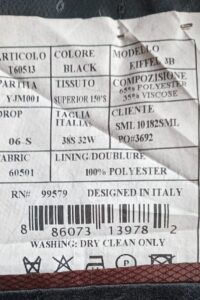 ARTICOLO COLORE MODELLO
160513 BLACK EIFFEL 3B
PARTITA TISSUTO COMPOZISIONE
YJM001 SUPERIOR 150'S 65% POLYESTER
35% VISCOSE
DROP TAGLIA ITALIA: CLIENTE
06 S 38S 32W SML 10182SML
PO#3692
FABRIC LINING: DOUBLURE
60501 100% POLYESTER
RN# 99579 DESIGNED IN ITALY
8 86073 13978 2
WASHING: DRY CLEAN ONLY